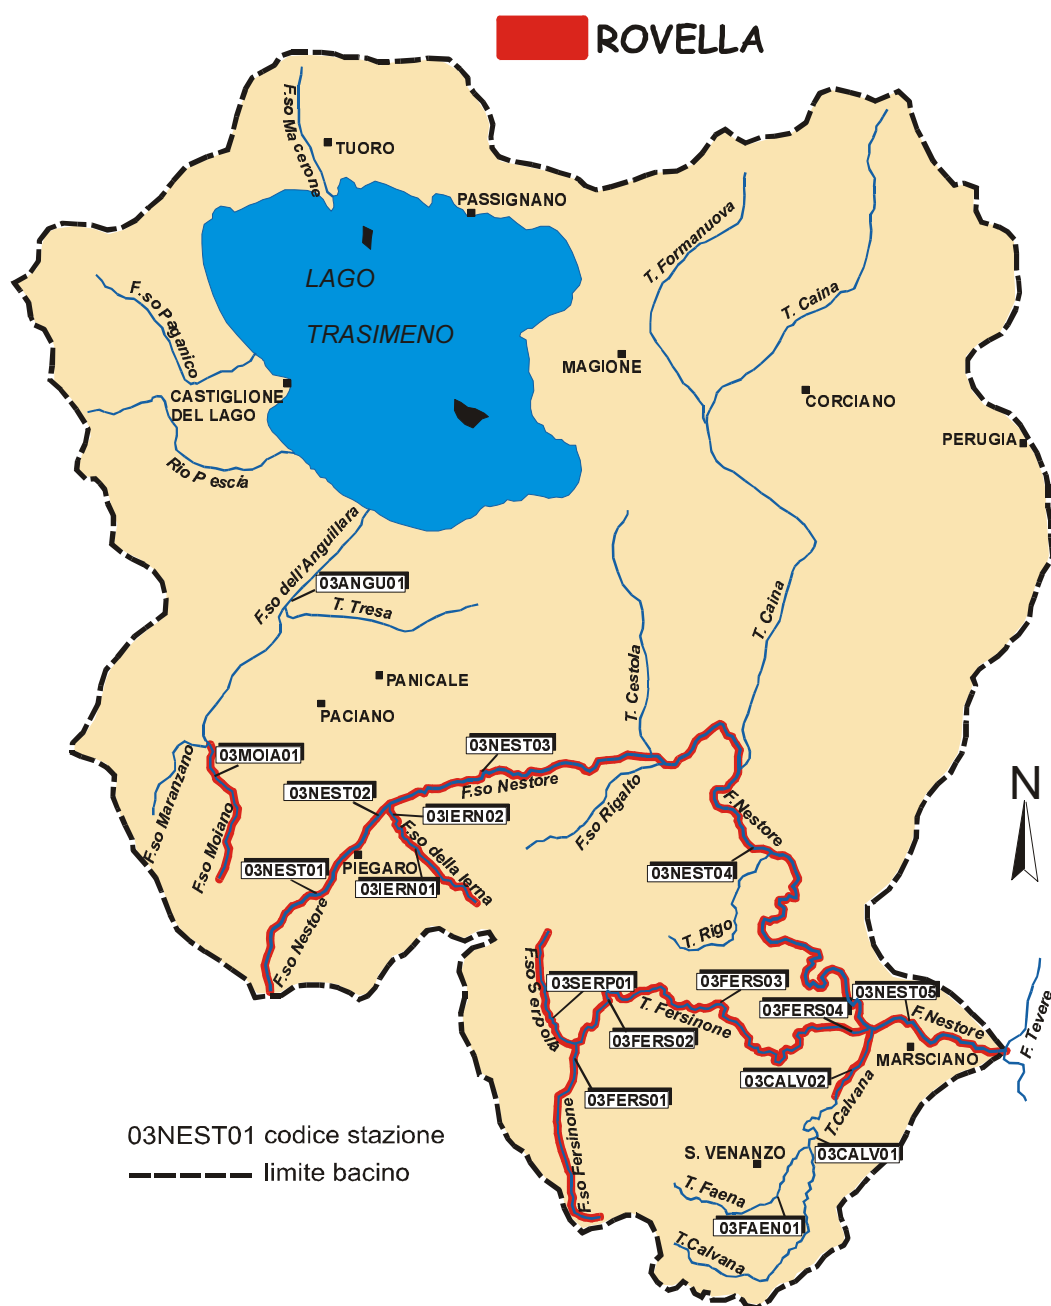 ROVELLA
F.so Macerone
TUORO
PASSIGNANO
T. Formanuova
LAGO
TRASIMENO
F.so Paganico
T. Caina
MAGIONE
CASTIGLIONE
DEL LAGO
CORCIANO
PERUGIA
Rio Pescia
F.so dell'Anguillara
03ANGU01
T. Tresa
T. Caina
PANICALE
PACIANO
T. Cestola
03MOIA01
03NEST03
F.so Maranzano
F.so Nestore
03NEST02
03IERN02
F.so Rigalto
F. Nestore
N
F.so Moiano
F.so della Ierna
PIEGARO
03NEST01
03IERN01
03NEST04
F.so Nestore
T. Rigo
F.so Serpolla
03SERP01
03FERS03
03NEST05
T. Fersinone
03FERS04
F. Nestore
F. Tevere
03FERS02
MARSCIANO
03CALV02
03FERS01
T.Calvana
F.so Fersinone
03NEST01 codice stazione
S. VENANZO
03CALV01
limite bacino
T. Faena
03FAEN01
T.Calvana